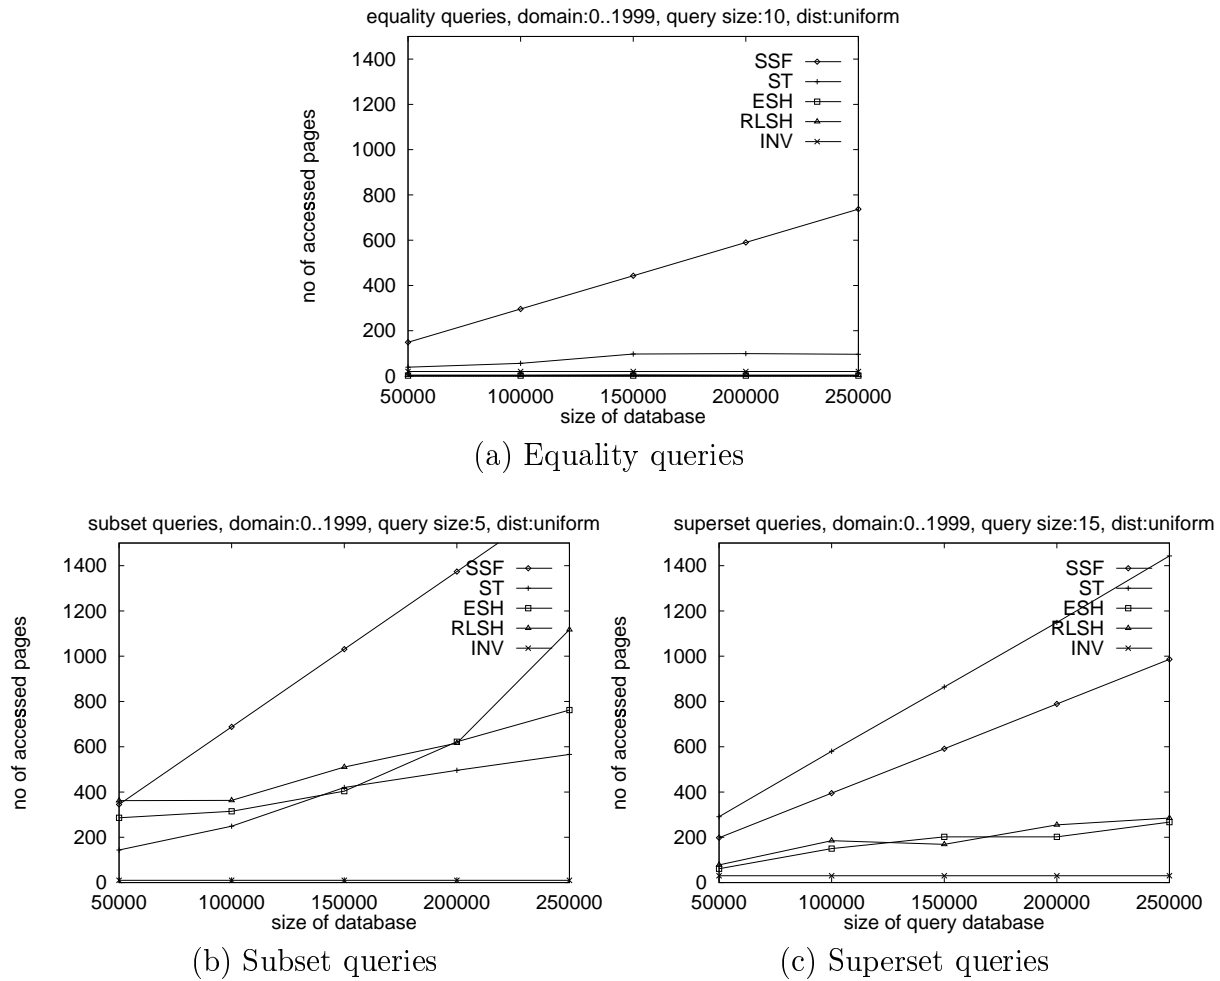 equality queries, domain:0..1999, query size:10, dist:uniform
no of accessed pages
1400
1200
1000
800
600
400
200
0
SSF
ST
ESH
RLSH
INV
50000 100000 150000 200000 250000
size of database
(a) Equality queries
subset queries, domain:0..1999, query size:5, dist:uniform
no of accessed pages
1400
1200
1000
800
600
400
200
0
SSF
ST
ESH
RLSH
INV
50000 100000 150000 200000 250000
size of database
(b) Subset queries
superset queries, domain:0..1999, query size:15, dist:uniform
no of accessed pages
1400
1200
1000
800
600
400
200
0
SSF
ST
ESH
RLSH
INV
50000 100000 150000 200000 250000
size of query database
(c) Superset queries